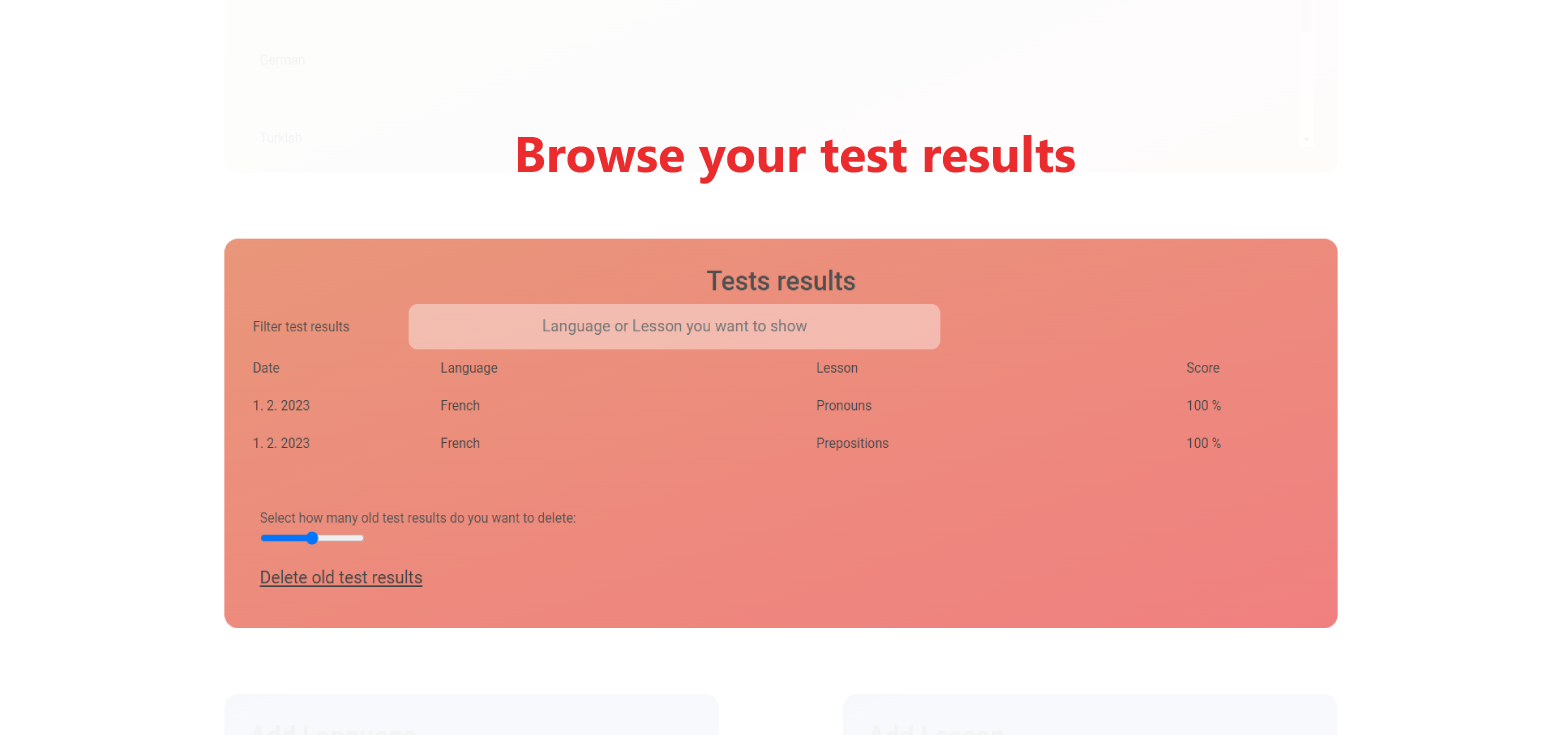 German
Turkish
Browse your test results
Tests results
Filter test results
Language or Lesson you want to show
Date Language Lesson Score
1. 2. 2023 French Pronouns 100 %
1. 2. 2023 French Prepositions 100 %
Select how many old test results do you want to delete:
Delete old test results
Add Language
Add Lesson